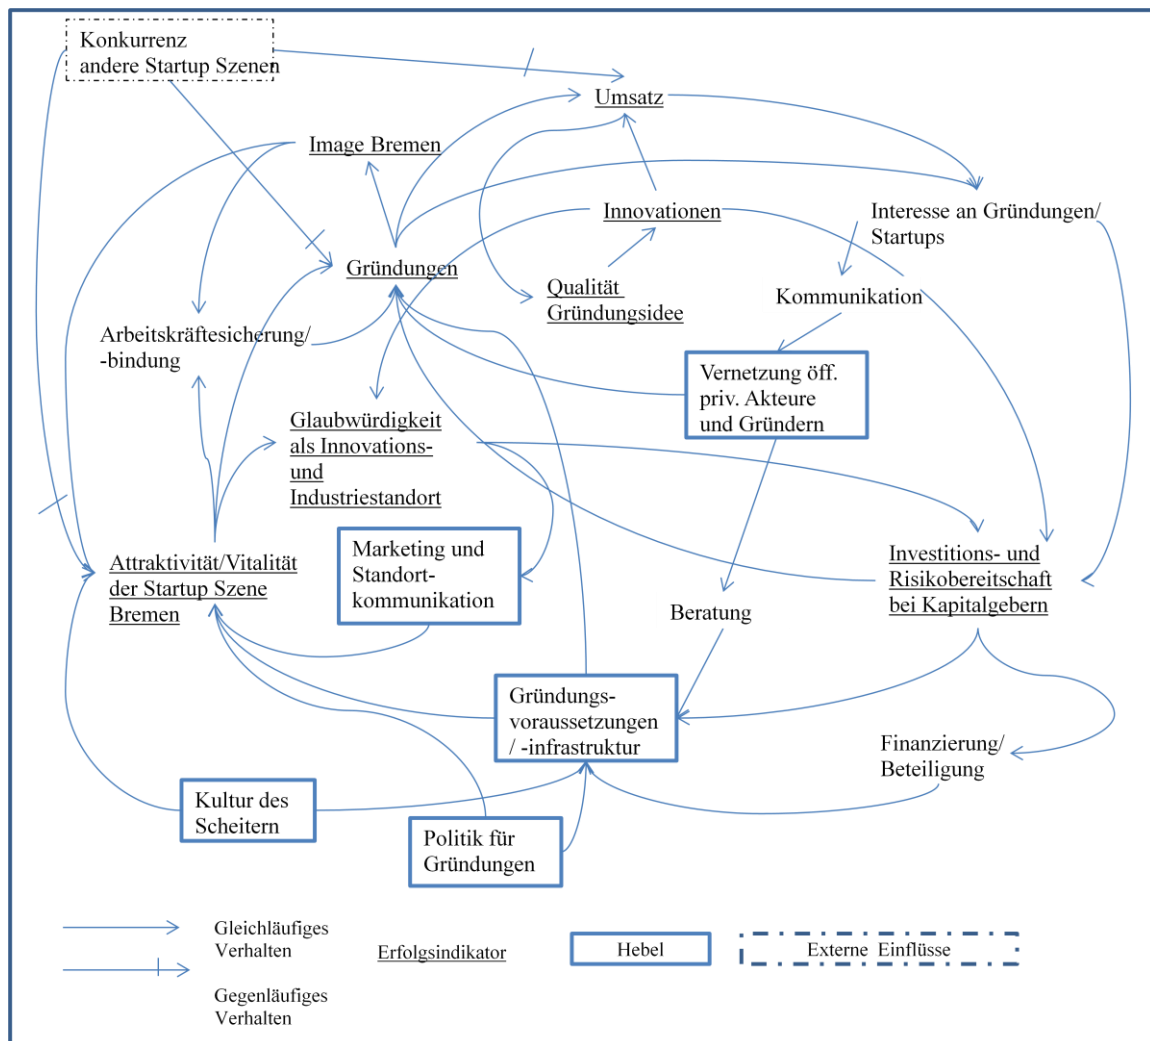 Konkurrenz
andere Startup Szenen
Umsatz
Image Bremen
Innovationen
Interesse an Gründungen/
Startups
Gründungen
Qualität
Gründungsidee
Kommunikation
Arbeitskräftesicherung/
-bindung
Vernetzung öff.
priv. Akteure
und Gründern
Glaubwürdigkeit
als Innovations-
und
Industriestandort
Marketing und
Standort-
kommunikation
Attraktivität/Vitalität
der Startup Szene
Bremen
Investitions- und
Risikobereitschaft
bei Kapitalgebern
Beratung
Gründungs-
voraussetzungen
/ -infrastruktur
Finanzierung/
Beteiligung
Kultur des
Scheitern
Politik für
Gründungen
Gleichläufiges
Verhalten
Erfolgsindikator
Hebel
Externe Einflüsse
Gegenläufiges
Verhalten